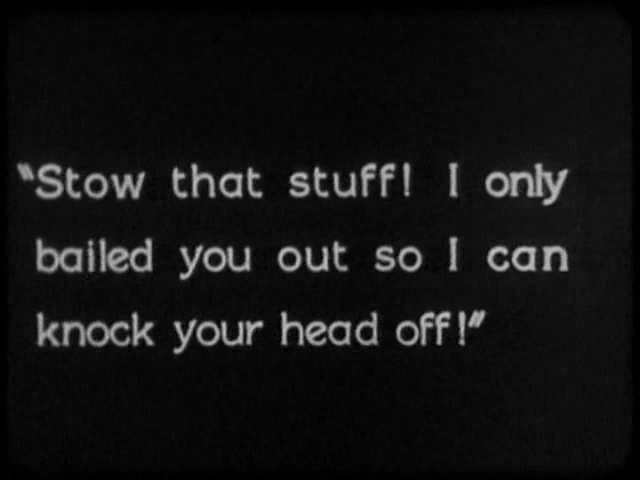 "Stow that stuff! I only
bailed you out so I can
knock your head off!"